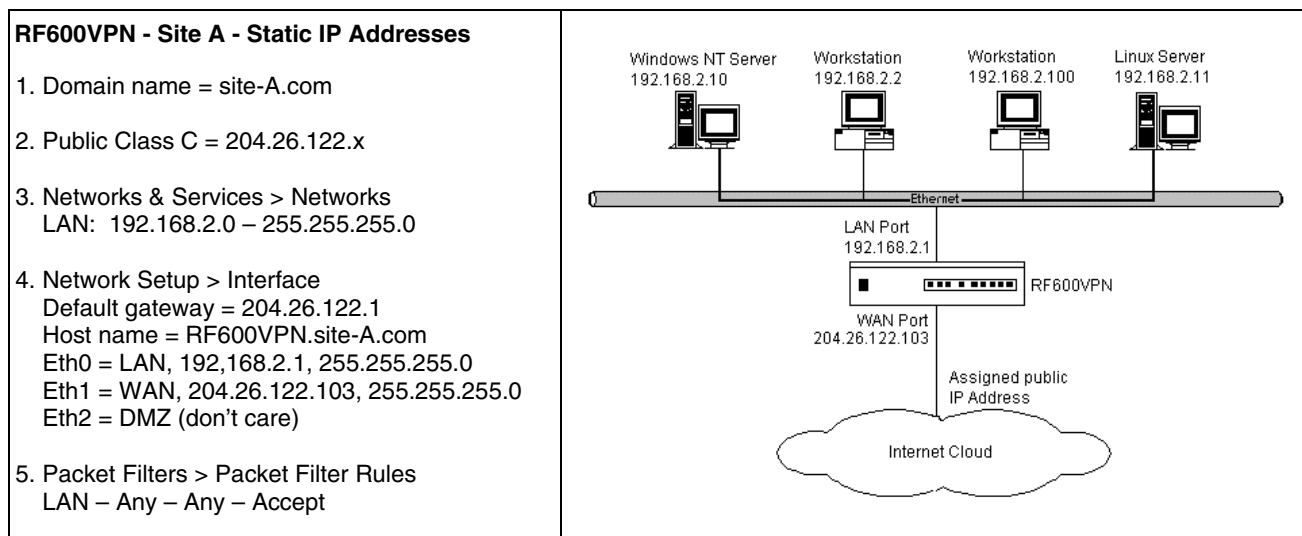 RF600VPN - Site A - Static IP Addresses
1. Domain name = site-A.com
2. Public Class C = 204.26.122.x
3. Networks & Services > Networks
LAN: 192.168.2.0 – 255.255.255.0
4. Network Setup > Interface
Default gateway = 204.26.122.1
Host name = RF600VPN.site-A.com
Eth0 = LAN, 192,168.2.1, 255.255.255.0
Eth1 = WAN, 204.26.122.103, 255.255.255.0
Eth2 = DMZ (don't care)
5. Packet Filters > Packet Filter Rules
LAN – Any – Any – Accept
Windows NT Server
192.168.2.10
Workstation
192.168.2.2
Workstation
192.168.2.100
Linux Server
192.168.2.11
Ethernet
LAN Port
192.168.2.1
RF600VPN
WAN Port
204.26.122.103
Assigned public
IP Address
Internet Cloud